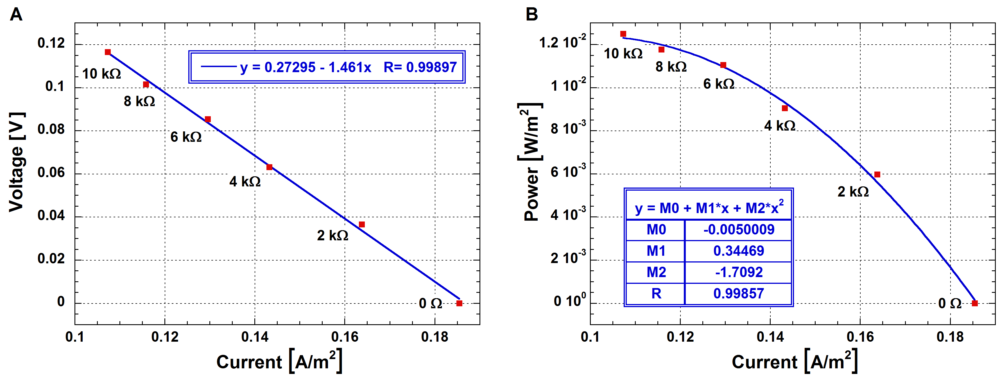 A
Voltage [V]
0.12
0.1
0.08
0.06
0.04
0.02
0
y = 0.27295 - 1.461x R= 0.99897
10 kΩ
8 kΩ
6 kΩ
4 kΩ
2 kΩ
0 Ω
0.1 0.12 0.14 0.16 0.18
Current [A/m²]
B
Power [W/m²]
1.2 10⁻²
1 10⁻²
8 10⁻³
6 10⁻³
4 10⁻³
2 10⁻³
0 10⁰
10 kΩ
8 kΩ
6 kΩ
4 kΩ
2 kΩ
0 Ω
y = M0 + M1*x + M2*x²
M0 -0.0050009
M1 0.34469
M2 -1.7092
R 0.99857
0.1 0.12 0.14 0.16 0.18
Current [A/m²]